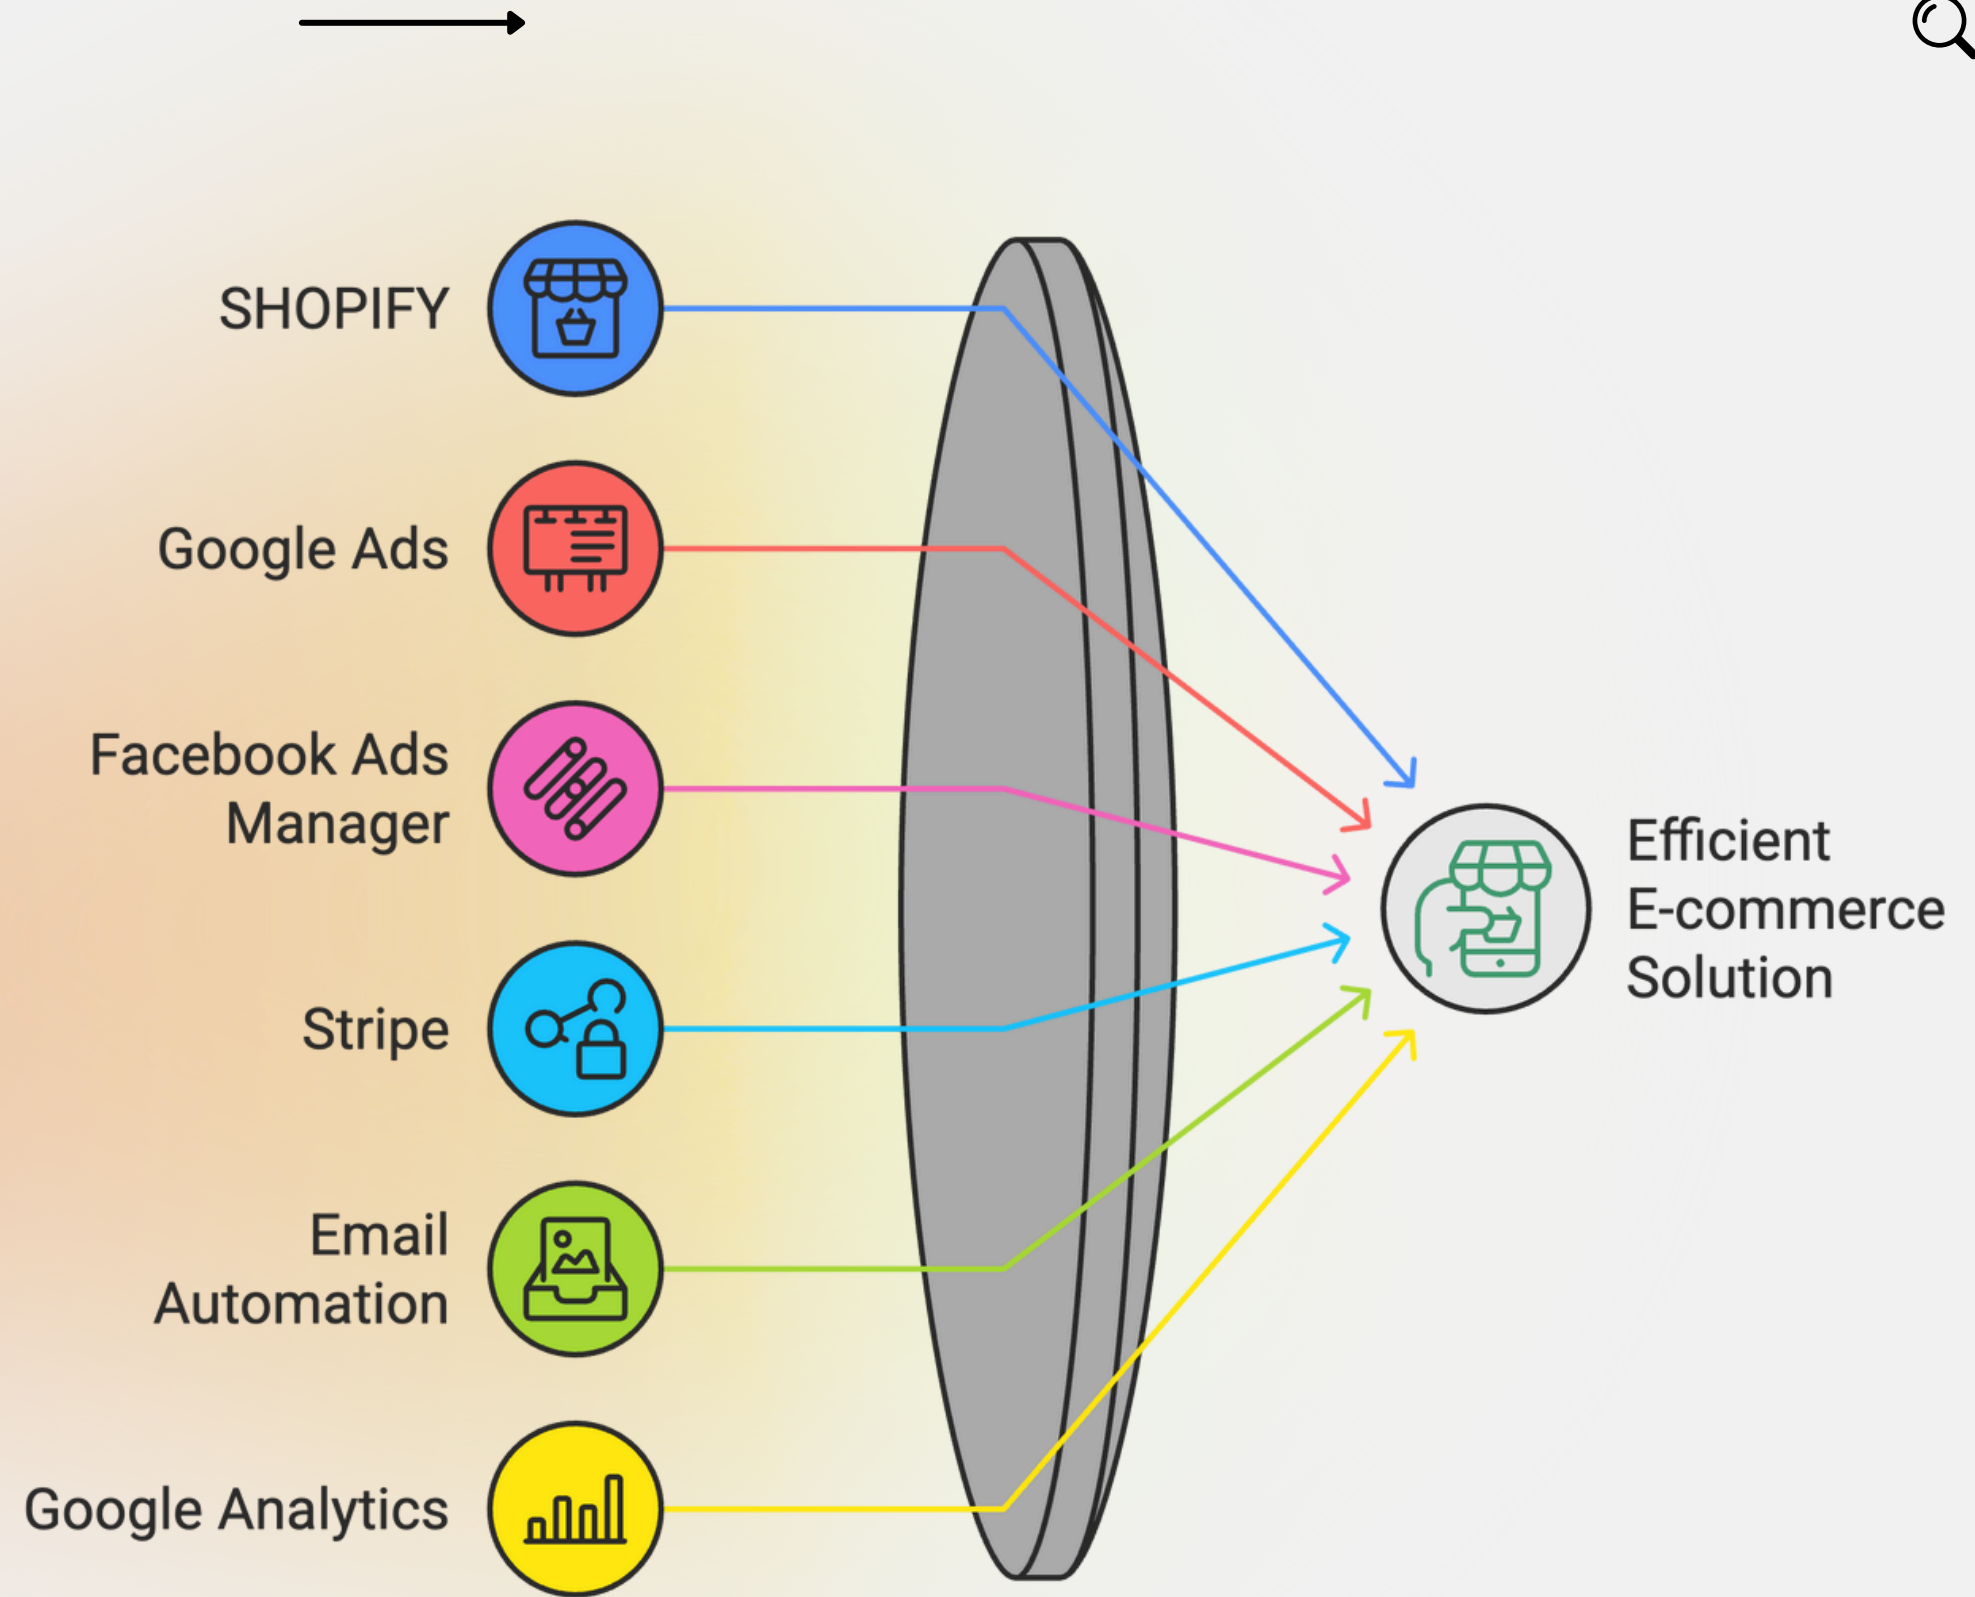 SHOPIFY
Google Ads
Facebook Ads
Manager
Stripe
Email
Automation
Google Analytics
Efficient
E-commerce
Solution